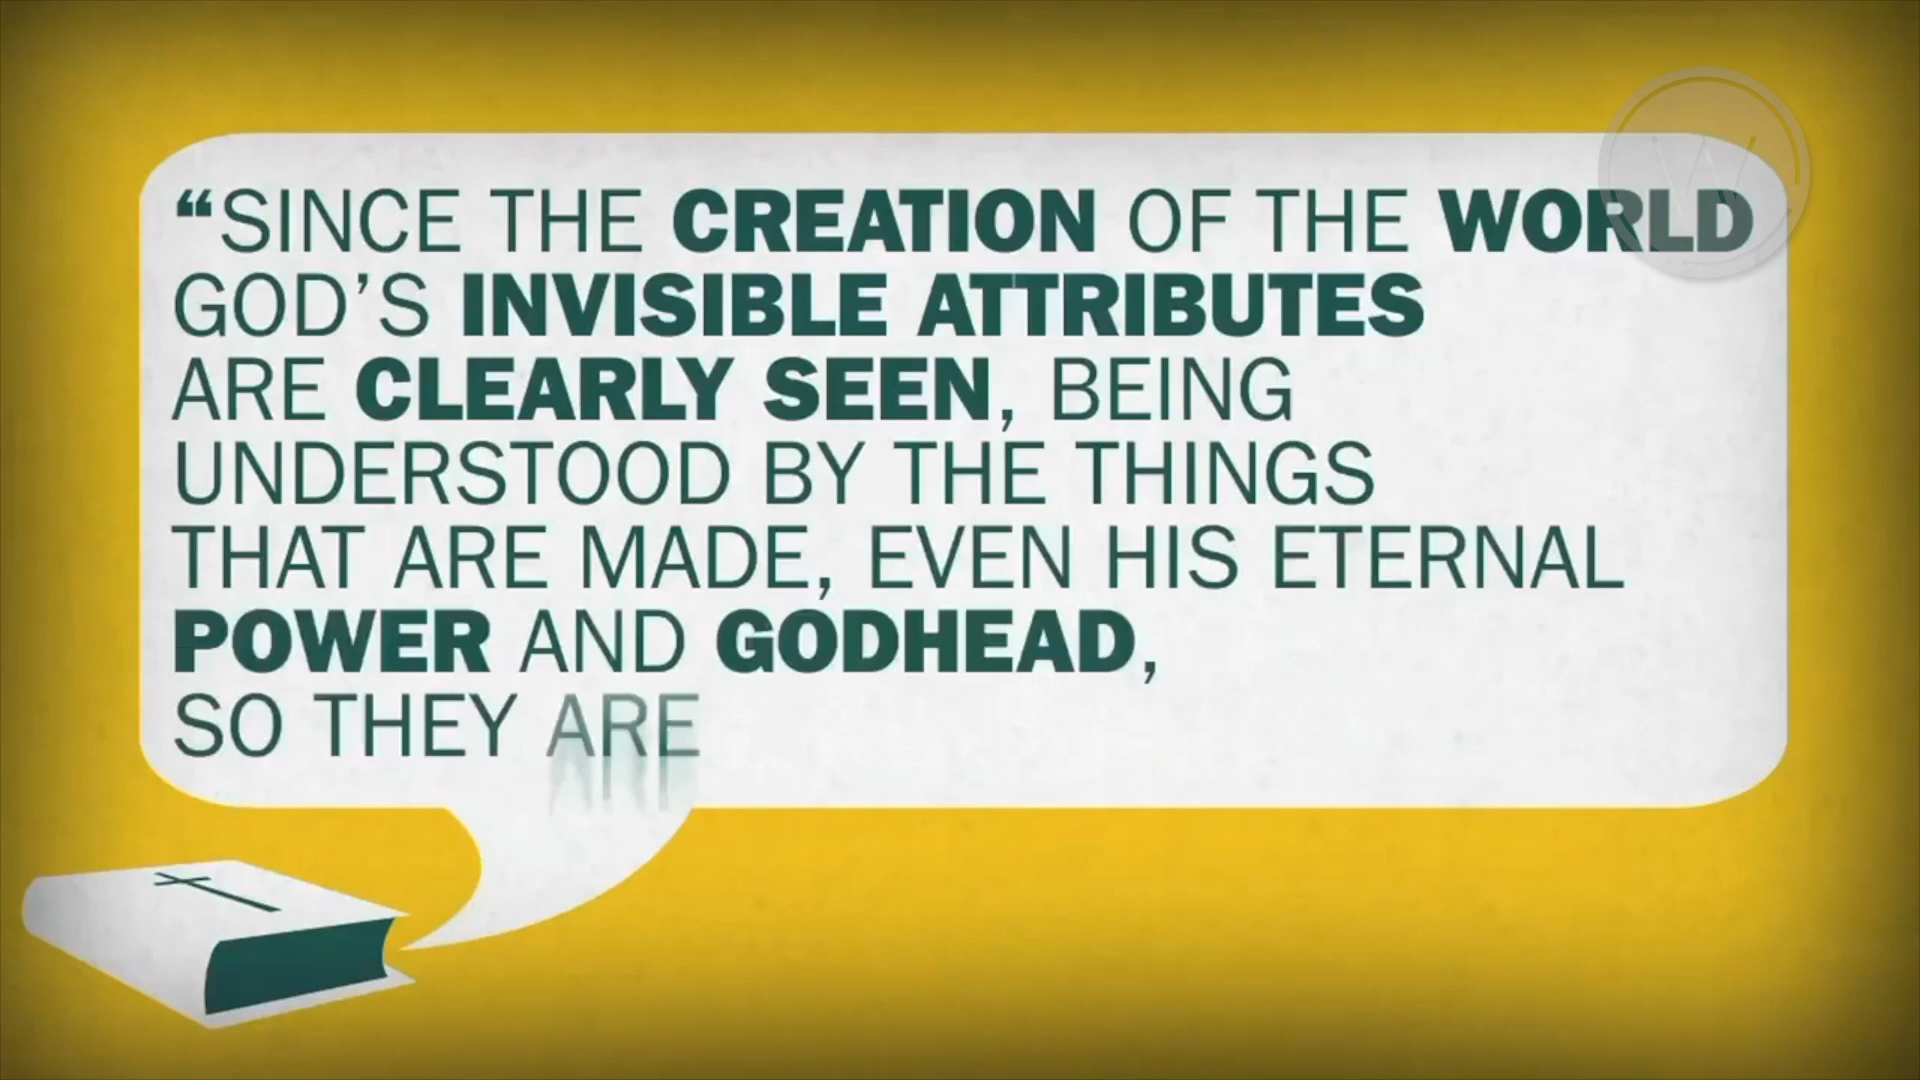 “SINCE THE CREATION OF THE WORLD
GOD’S INVISIBLE ATTRIBUTES
ARE CLEARLY SEEN, BEING
UNDERSTOOD BY THE THINGS
THAT ARE MADE, EVEN HIS ETERNAL
POWER AND GODHEAD,
SO THEY ARE
W